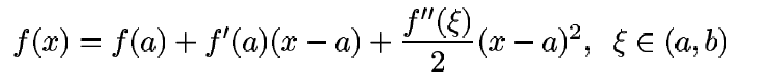 f(x) = f(a) + f′(a)(x − a) + \frac{f″(ξ)}{2}(x − a)², ξ ∈ (a, b)